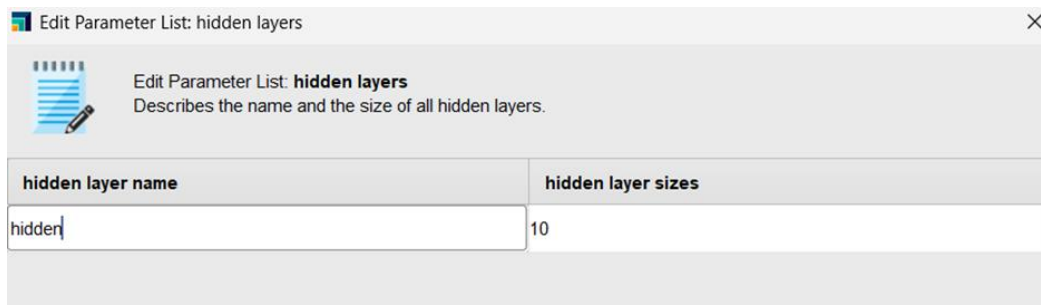 Edit Parameter List: hidden layers
Edit Parameter List: hidden layers
Describes the name and the size of all hidden layers.
hidden layer name hidden layer sizes
hidden 10